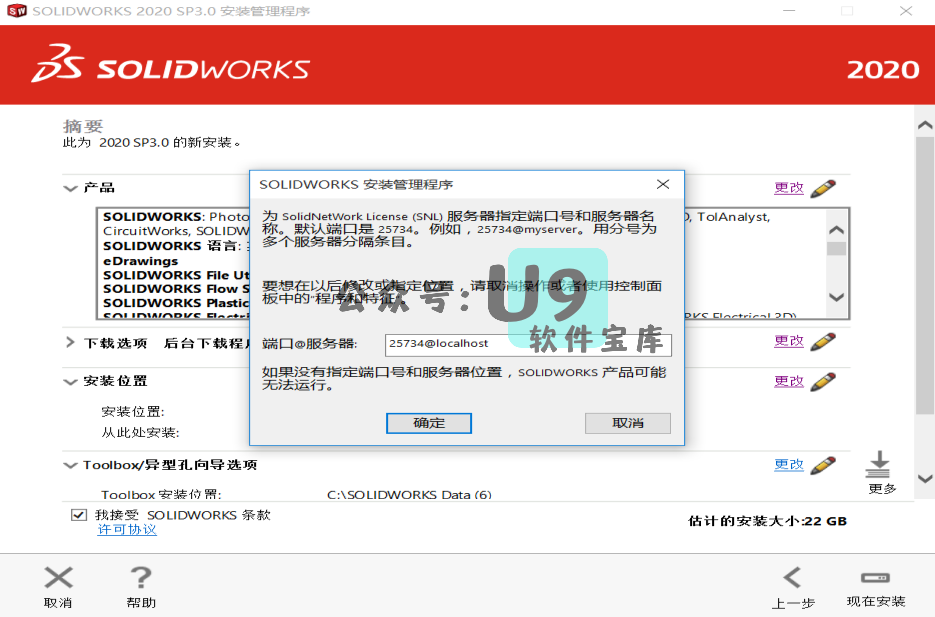 SOLIDWORKS 2020 SP3.0 安装管理程序
SOLIDWORKS
2020
摘要
此为 2020 SP3.0 的新安装。
产品
更改
SOLIDWORKS: Photo
D, TolAnalyst,
CircuitWorks, SOLIDW
SOLIDWORKS 语言:
eDrawings
SOLIDWORKS File Ut
SOLIDWORKS Flow S
SOLIDWORKS Plastic
SOLIDWORKS Electri
RKS Electrical 3D)
SOLIDWORKS 安装管理程序
为 SolidNetWork License (SNL) 服务器指定端口号和服务器名
称。默认端口是 25734。例如，25734@myserver。用分号为
多个服务器分隔条目。
要想在以后修改或指定位置，请取消操作或者使用控制面
板中的“程序和特征”。
公众号：U9
软件宝库
端口@服务器:
25734@localhost
如果没有指定端口号和服务器位置，SOLIDWORKS 产品可能
无法运行。
确定
取消
下载选项 后台下载程
更改
安装位置
更改
安装位置:
从此处安装:
Toolbox/异型孔向导选项
更改
Toolbox 安装位置:
C:\SOLIDWORKS Data (6)
更多
我接受 SOLIDWORKS 条款
许可协议
估计的安装大小:22 GB
取消
帮助
上一步
现在安装